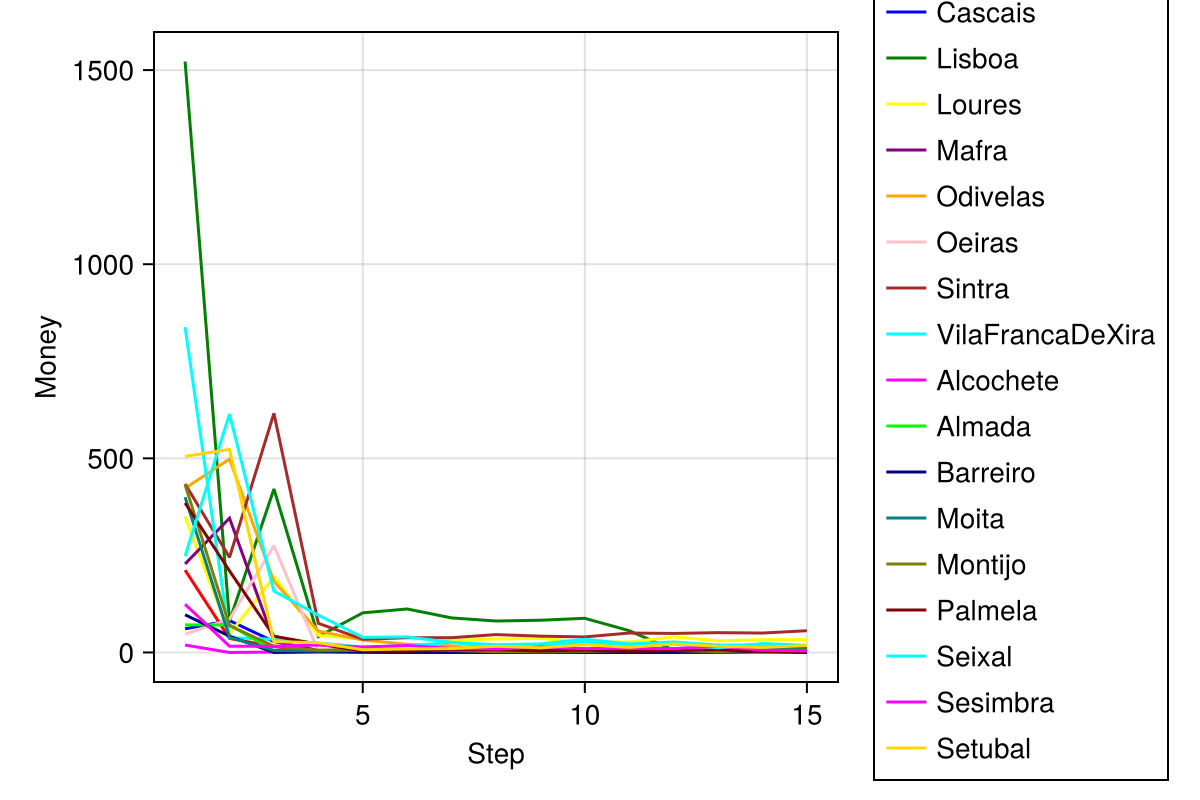 1500
1000
500
0
Money
5
10
15
Step
Cascais
Lisboa
Loures
Mafra
Odivelas
Oeiras
Sintra
VilaFrancaDeXira
Alcochete
Almada
Barreiro
Moita
Montijo
Palmela
Seixal
Sesimbra
Setubal